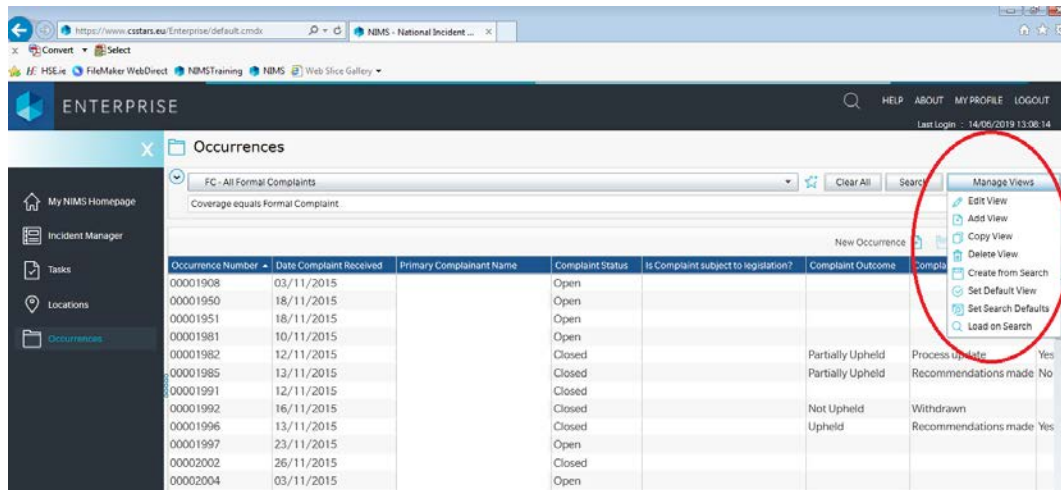 https://www.csstars.eu/Enterprise/default.cmdx
NIMS - National Incident ...
x Convert Select
HSE.ie FileMaker WebDirect NIMSTraining NIMS Web Slice Gallery
ENTERPRISE
HELP ABOUT MY PROFILE LOGOUT
Last Login : 14/06/2019 13:08:14
X Occurrences
FC - All Formal Complaints Clear All Search Manage Views
Coverage equals Formal Complaint
Edit View
Add View
Copy View
Delete View
Create from Search
Set Default View
Set Search Defaults
Load on Search
My NIMS Homepage
Incident Manager
Tasks
Locations
Occurrences
New Occurrence
Occurrence Number Date Complaint Received Primary Complainant Name Complaint Status Is Complaint subject to legislation? Complaint Outcome
00001908 03/11/2015 Open
00001950 18/11/2015 Open
00001951 18/11/2015 Open
00001981 10/11/2015 Open
00001982 12/11/2015 Closed Partially Upheld Process update Yes
00001985 13/11/2015 Closed Partially Upheld Recommendations made No
00001991 12/11/2015 Closed
00001992 16/11/2015 Closed Not Upheld Withdrawn
00001996 13/11/2015 Closed Upheld Recommendations made Yes
00001997 23/11/2015 Open
00002002 26/11/2015 Closed
00002004 03/11/2015 Open